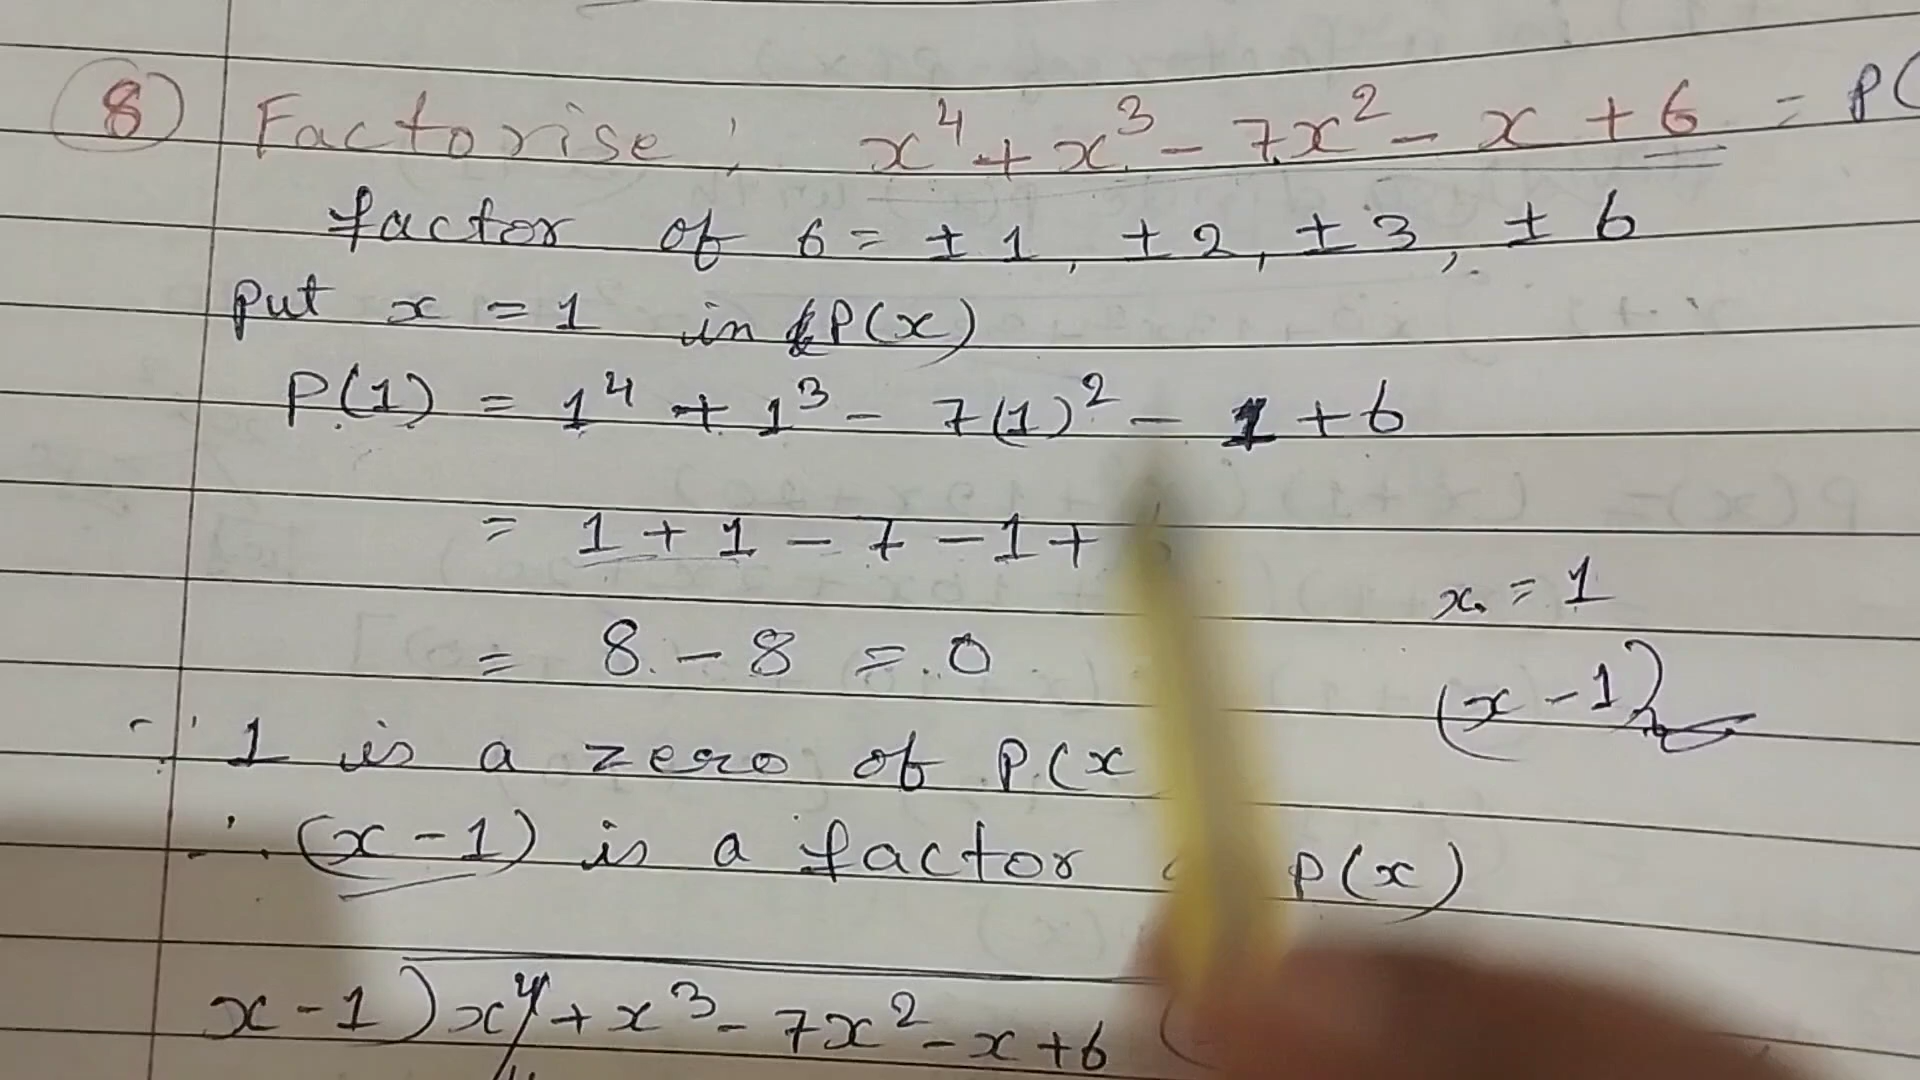 8) Factorise: x⁴ + x³ - 7x² - x + 6 = P(
factor of 6 = ± 1, ± 2, ± 3, ± 6
Put x = 1 in P(x)
P(1) = 1⁴ + 1³ - 7(1)² - 1 + 6
= 1 + 1 - 7 - 1 +
x = 1
= 8 - 8 = 0
(x - 1)
∵ 1 is a zero of P(x
∴ (x - 1) is a factor P(x)
x - 1 ) x⁴ + x³ - 7x² - x + 6 (